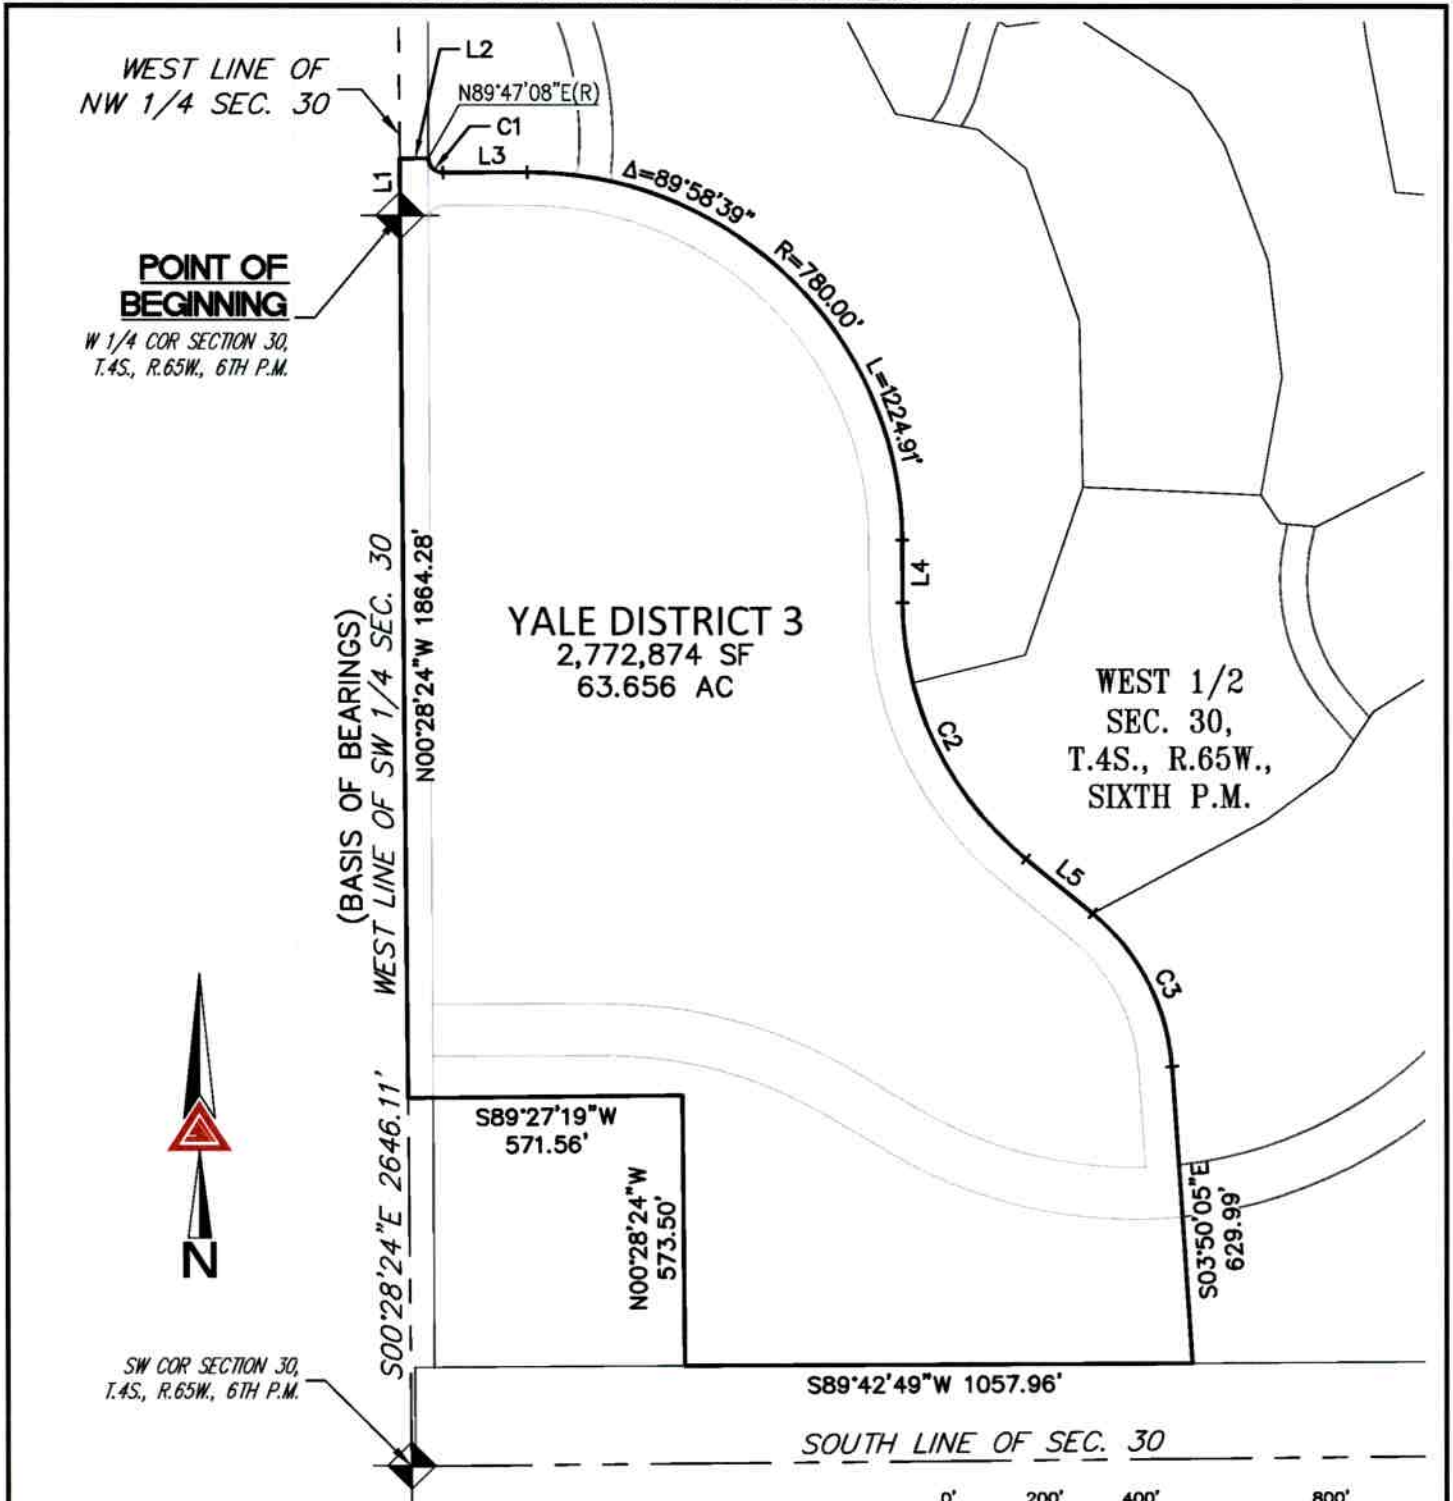 WEST LINE OF
NW 1/4 SEC. 30
L2
N89°47'08"E(R)
C1
L3
L1
Δ=89°58'39"
R=780.00'
L=1224.91'
POINT OF
BEGINNING
W 1/4 COR SECTION 30,
T.4S., R.65W., 6TH P.M.
(BASIS OF BEARINGS)
WEST LINE OF SW 1/4 SEC. 30
S00°28'24"E 2646.11'
N00°28'24"W 1864.28'
L4
YALE DISTRICT 3
2,772,874 SF
63.656 AC
WEST 1/2
SEC. 30,
T.4S., R.65W.,
SIXTH P.M.
C2
L5
C3
S89°27'19"W
571.56'
N00°28'24"W
573.50'
S03°50'05"E
629.99'
N
SW COR SECTION 30,
T.4S., R.65W., 6TH P.M.
S89°42'49"W 1057.96'
SOUTH LINE OF SEC. 30
0' 200' 400' 800'